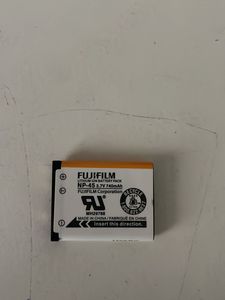 FUJIFILM
LITHIUM ION BATTERY PACK
NP-45 3.7V 740mAh
FUJIFILM Corporation
MH29788
MADE IN CHINA / FABRIQUÉ EN CHINE
Insert this direction.